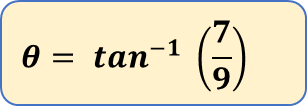 θ = tan⁻¹ (7/9)